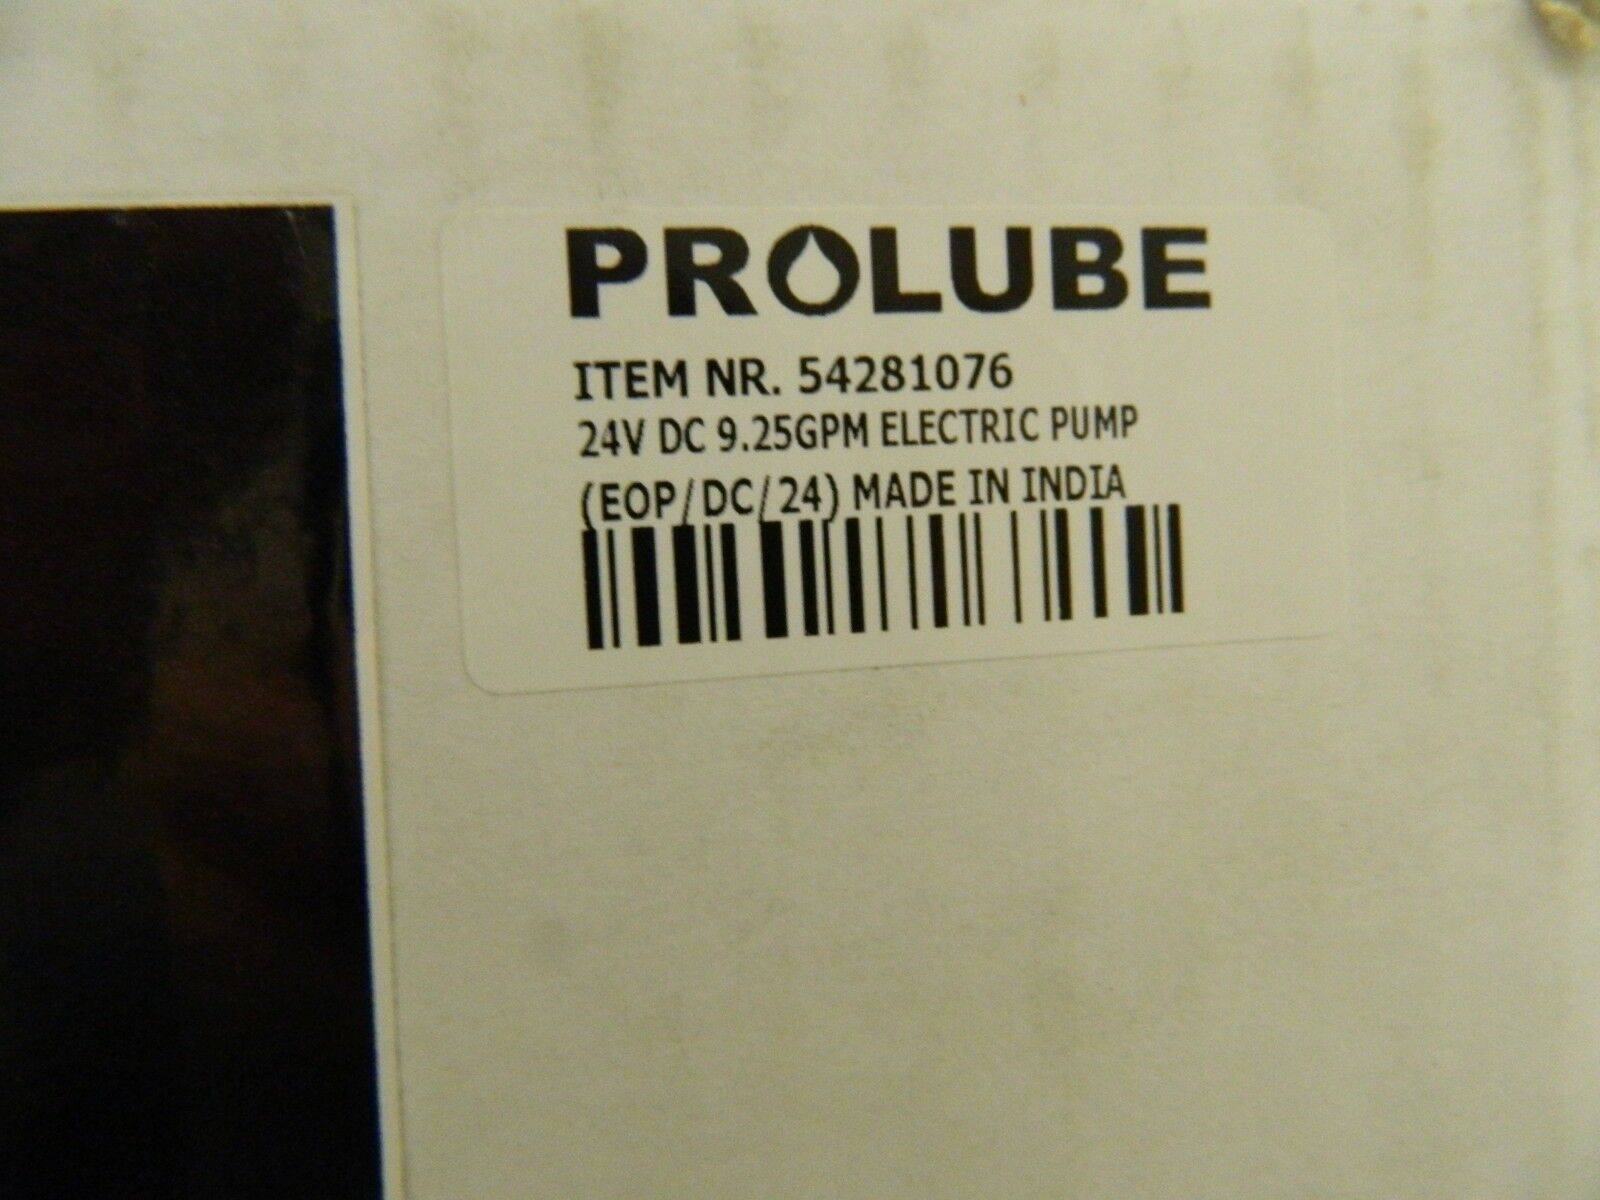 PROLUBE
ITEM NR. 54281076
24V DC 9.25GPM ELECTRIC PUMP
(EOP/DC/24) MADE IN INDIA